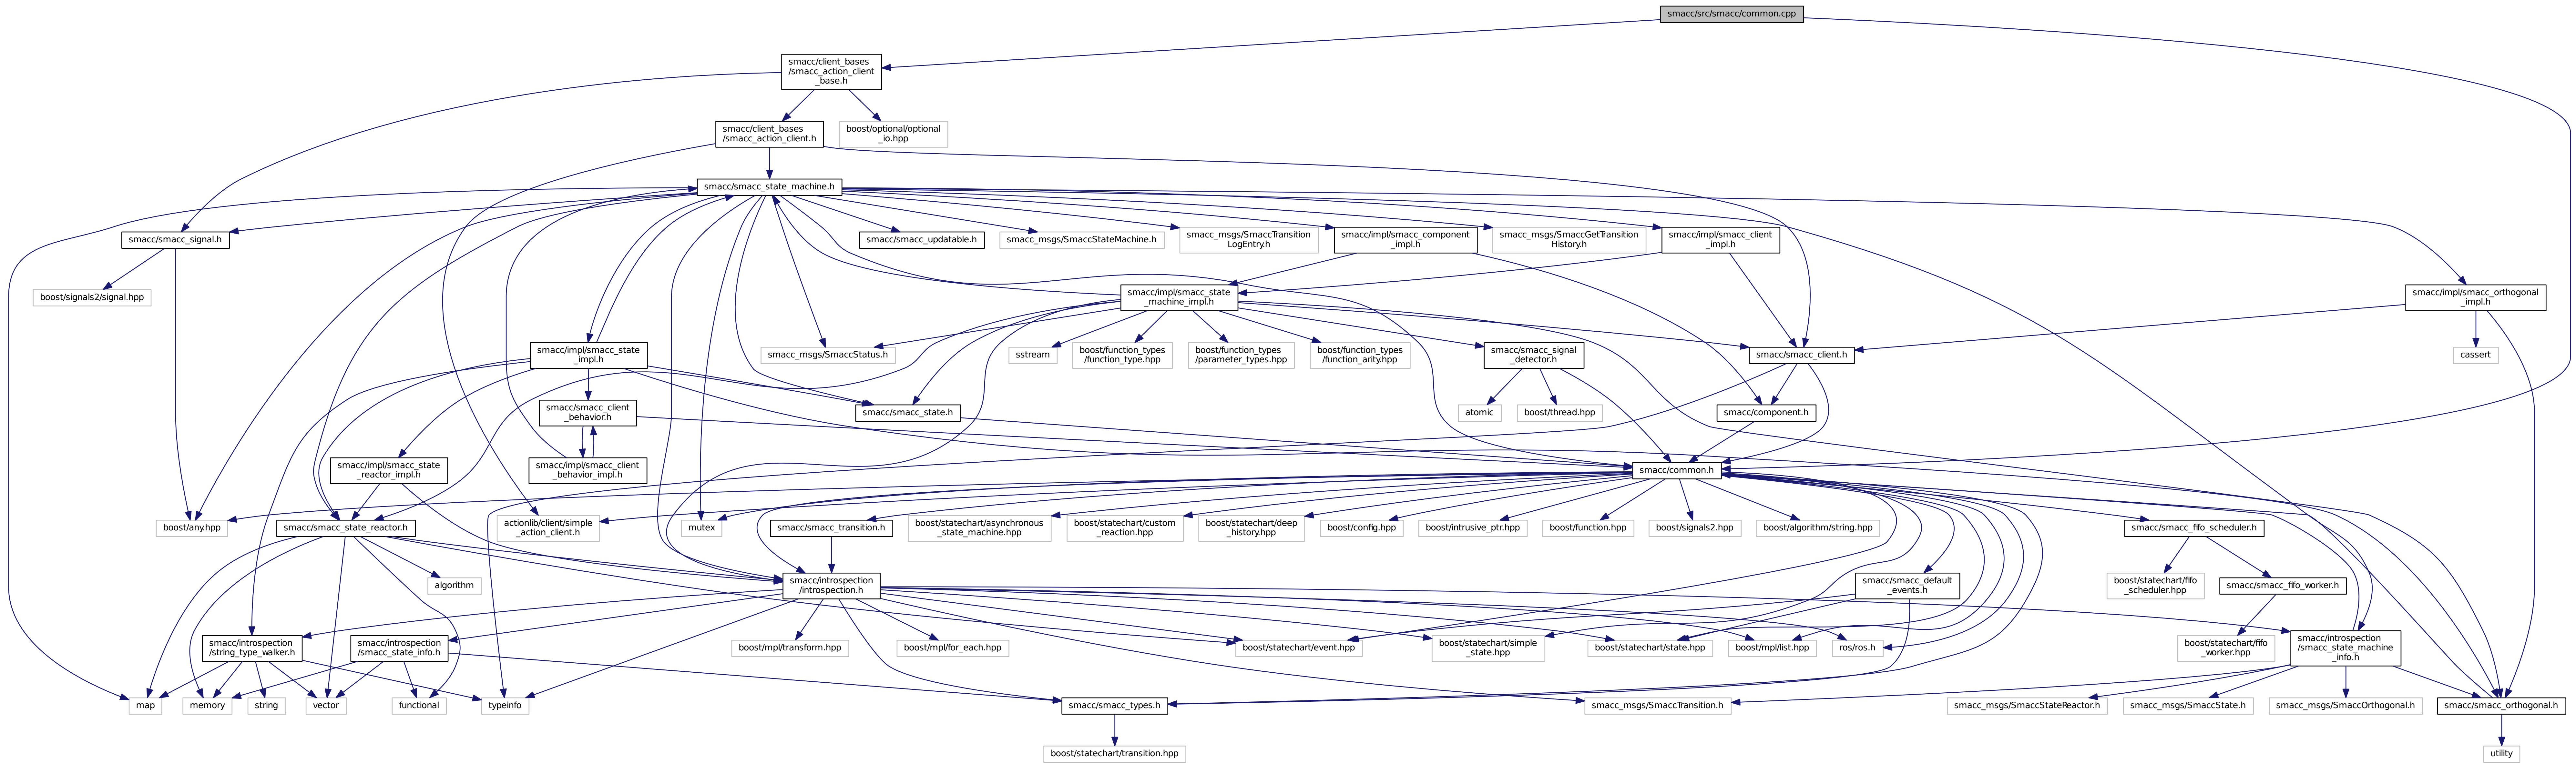 smacc/src/smacc/common.cpp
smacc/client_bases
/smacc_action_client
_base.h
smacc/client_bases
/smacc_action_client.h
boost/optional/optional
_io.hpp
smacc/smacc_state_machine.h
smacc/smacc_signal.h
smacc/smacc_updatable.h
smacc_msgs/SmaccStateMachine.h
smacc_msgs/SmaccTransition
LogEntry.h
smacc/impl/smacc_component
_impl.h
smacc_msgs/SmaccGetTransition
History.h
smacc/impl/smacc_client
_impl.h
boost/signals2/signal.hpp
smacc/impl/smacc_state
_machine_impl.h
smacc/impl/smacc_orthogonal
_impl.h
smacc/impl/smacc_state
_impl.h
smacc_msgs/SmaccStatus.h
sstream
boost/function_types
/function_type.hpp
boost/function_types
/parameter_types.hpp
boost/function_types
/function_arity.hpp
smacc/smacc_signal
_detector.h
smacc/smacc_client.h
cassert
smacc/smacc_client
_behavior.h
smacc/smacc_state.h
atomic
boost/thread.hpp
smacc/component.h
smacc/impl/smacc_state
_reactor_impl.h
smacc/impl/smacc_client
_behavior_impl.h
smacc/common.h
boost/any.hpp
smacc/smacc_state_reactor.h
actionlib/client/simple
_action_client.h
mutex
smacc/smacc_transition.h
boost/statechart/asynchronous
_state_machine.hpp
boost/statechart/custom
_reaction.hpp
boost/statechart/deep
_history.hpp
boost/config.hpp
boost/intrusive_ptr.hpp
boost/function.hpp
boost/signals2.hpp
boost/algorithm/string.hpp
smacc/smacc_fifo_scheduler.h
algorithm
smacc/introspection
/introspection.h
smacc/smacc_default
_events.h
boost/statechart/fifo
_scheduler.hpp
smacc/smacc_fifo_worker.h
smacc/introspection
/string_type_walker.h
smacc/introspection
/smacc_state_info.h
boost/mpl/transform.hpp
boost/mpl/for_each.hpp
boost/statechart/event.hpp
boost/statechart/simple
_state.hpp
boost/statechart/state.hpp
boost/mpl/list.hpp
ros/ros.h
boost/statechart/fifo
_worker.hpp
smacc/introspection
/smacc_state_machine
_info.h
map
memory
string
vector
functional
typeinfo
smacc/smacc_types.h
smacc_msgs/SmaccTransition.h
smacc_msgs/SmaccStateReactor.h
smacc_msgs/SmaccState.h
smacc_msgs/SmaccOrthogonal.h
smacc/smacc_orthogonal.h
boost/statechart/transition.hpp
utility